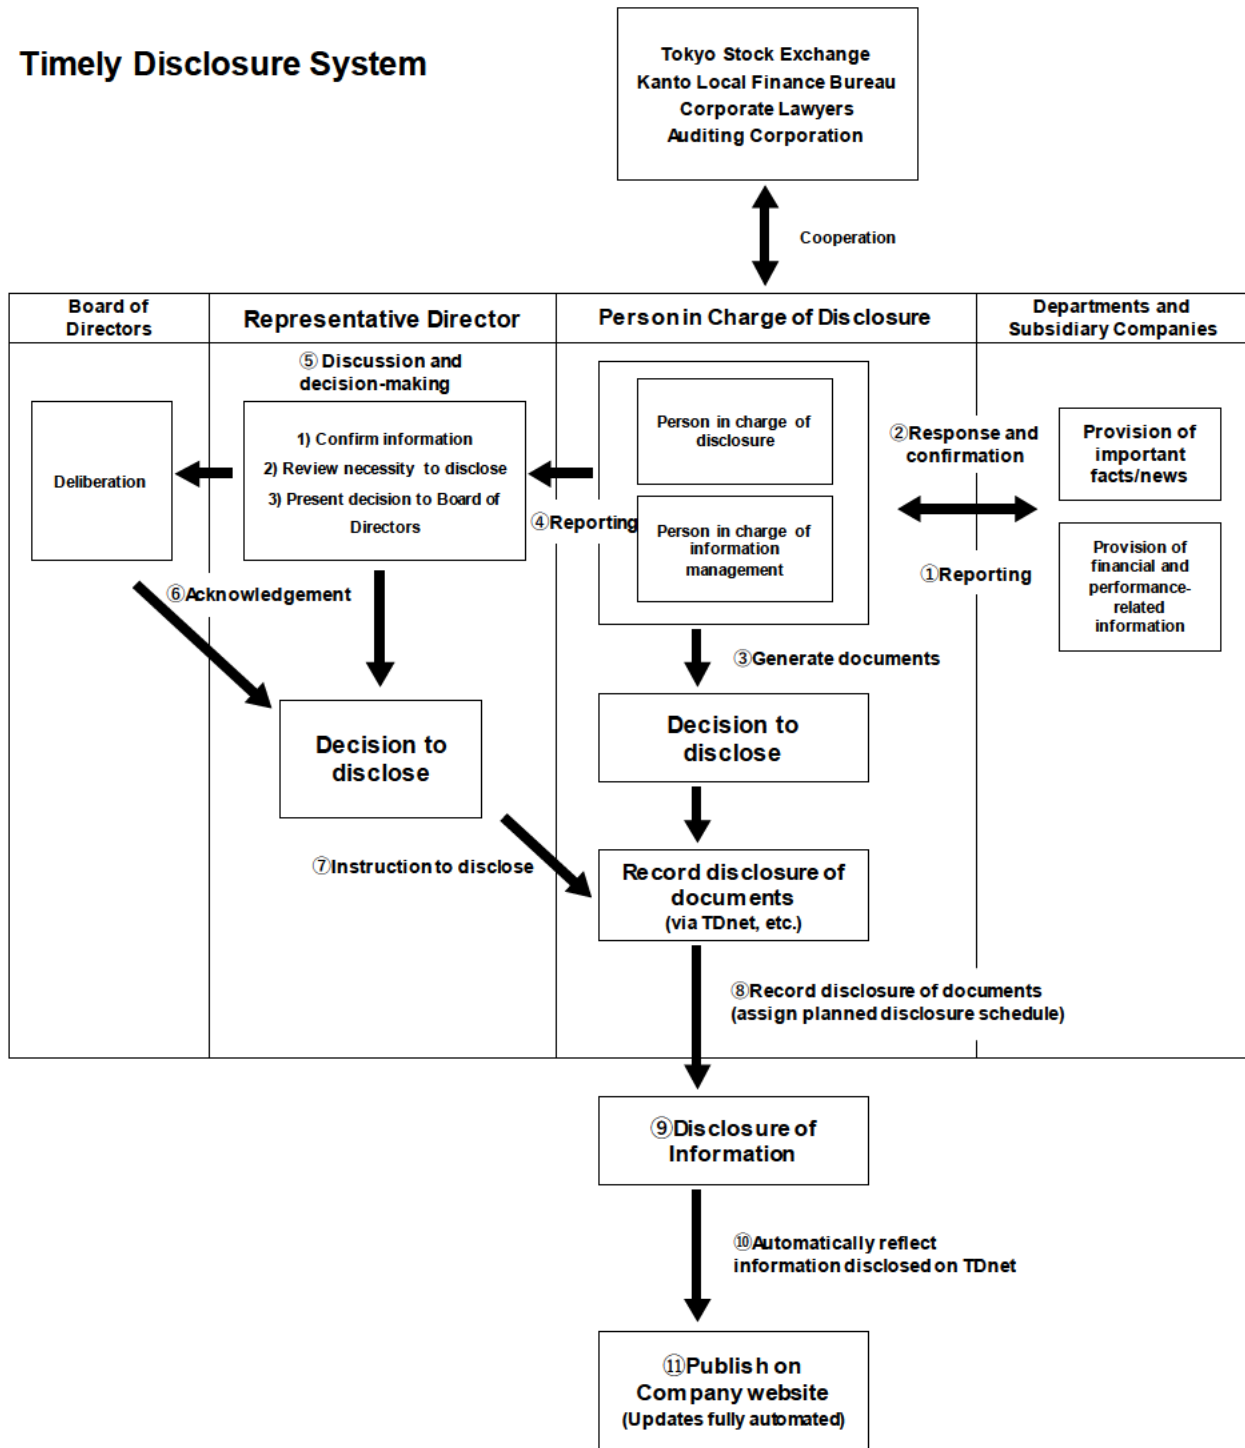 Timely Disclosure System
Tokyo Stock Exchange
Kanto Local Finance Bureau
Corporate Lawyers
Auditing Corporation
Cooperation
Board of
Directors
Representative Director
Person in Charge of Disclosure
Departments and
Subsidiary Companies
⑤Discussion and
decision-making
1) Confirm information
2) Review necessity to disclose
3) Present decision to Board of
Directors
Deliberation
Person in charge of
disclosure
Person in charge of
information
management
②Response and
confirmation
①Reporting
Provision of
important
facts/news
Provision of
financial and
performance-
related
information
④Reporting
⑥Acknowledgement
③Generate documents
Decision to
disclose
Decision to
disclose
⑦Instruction to disclose
Record disclosure of
documents
(via TDnet, etc.)
⑧Record disclosure of documents
(assign planned disclosure schedule)
⑨Disclosure of
Information
⑩Automatically reflect
information disclosed on TDnet
⑪Publish on
Company website
(Updates fully automated)